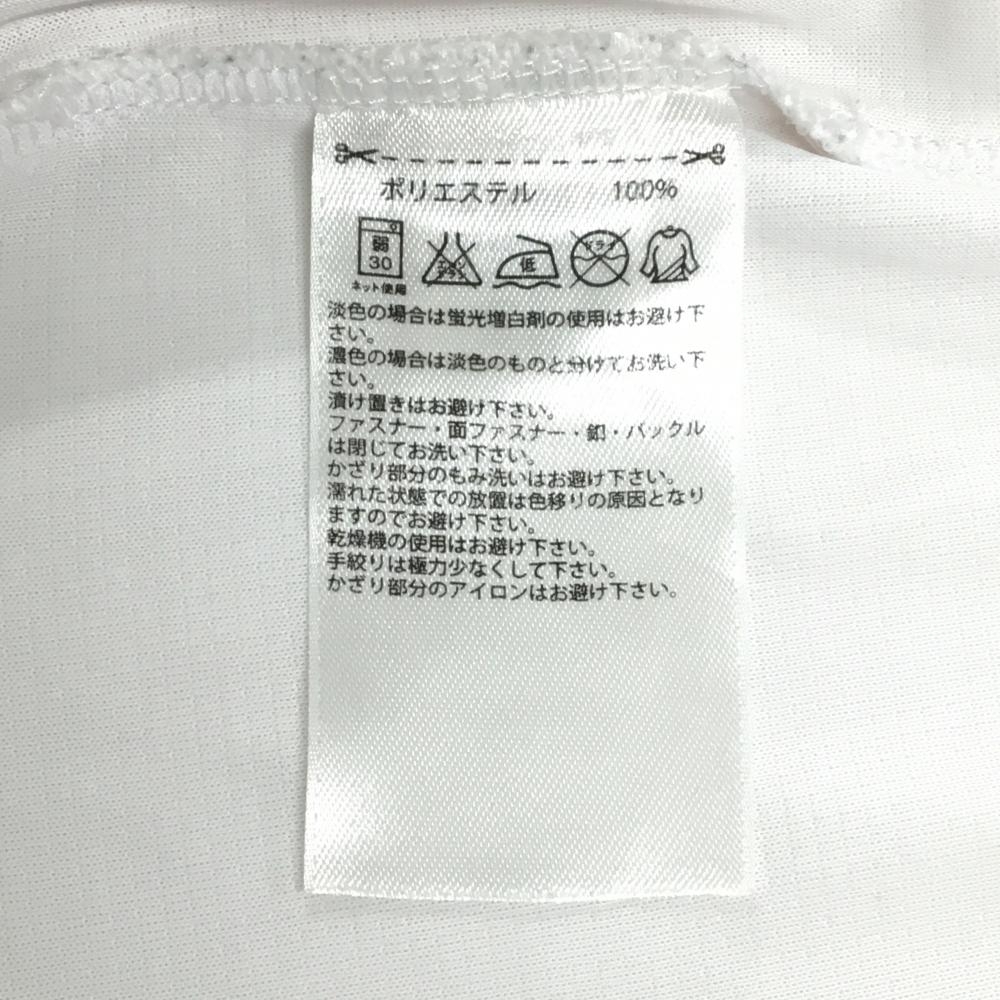 ポリエステル 100%
弱
30
ネット使用
低
ドライ
淡色の場合は蛍光増白剤の使用はお避け下
さい。
濃色の場合は淡色のものと分けてお洗い下
さい。
漬け置きはお避け下さい。
ファスナー・面ファスナー・釦・バックル
は閉じてお洗い下さい。
かざり部分のもみ洗いはお避け下さい。
濡れた状態での放置は色移りの原因となり
ますのでお避け下さい。
乾燥機の使用はお避け下さい。
手絞りは極力少なくして下さい。
かざり部分のアイロンはお避け下さい。